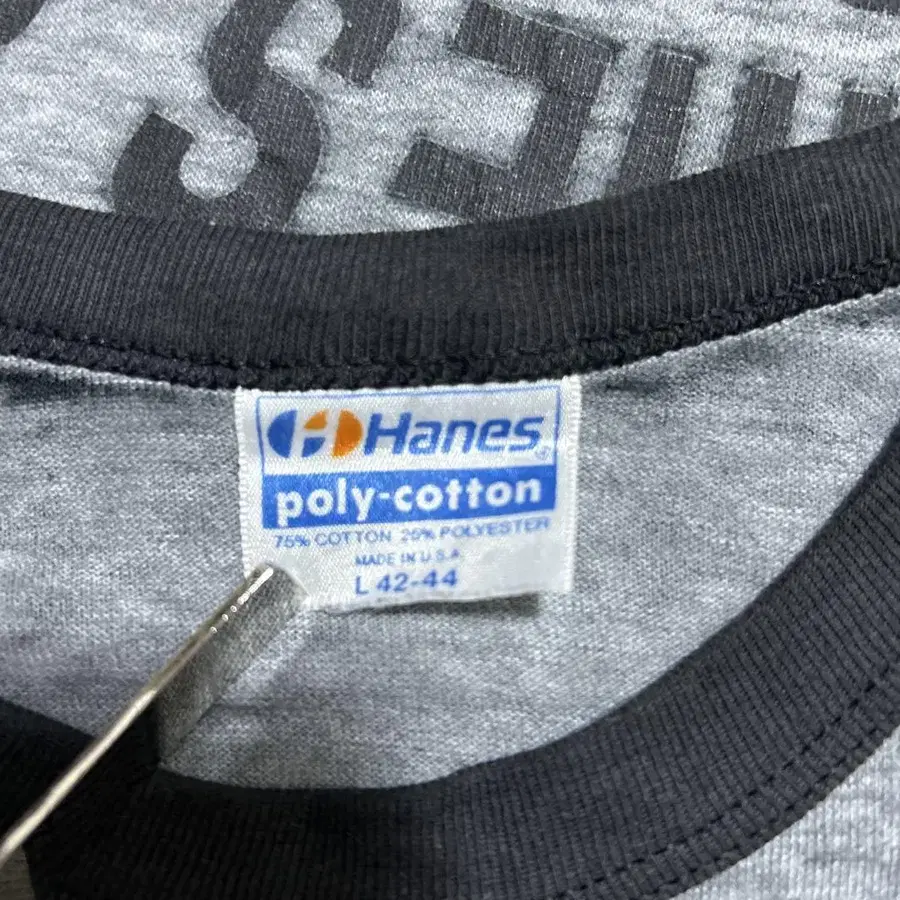 Hanes®
poly-cotton
75% COTTON 25% POLYESTER
MADE IN U.S.A.
L 42-44